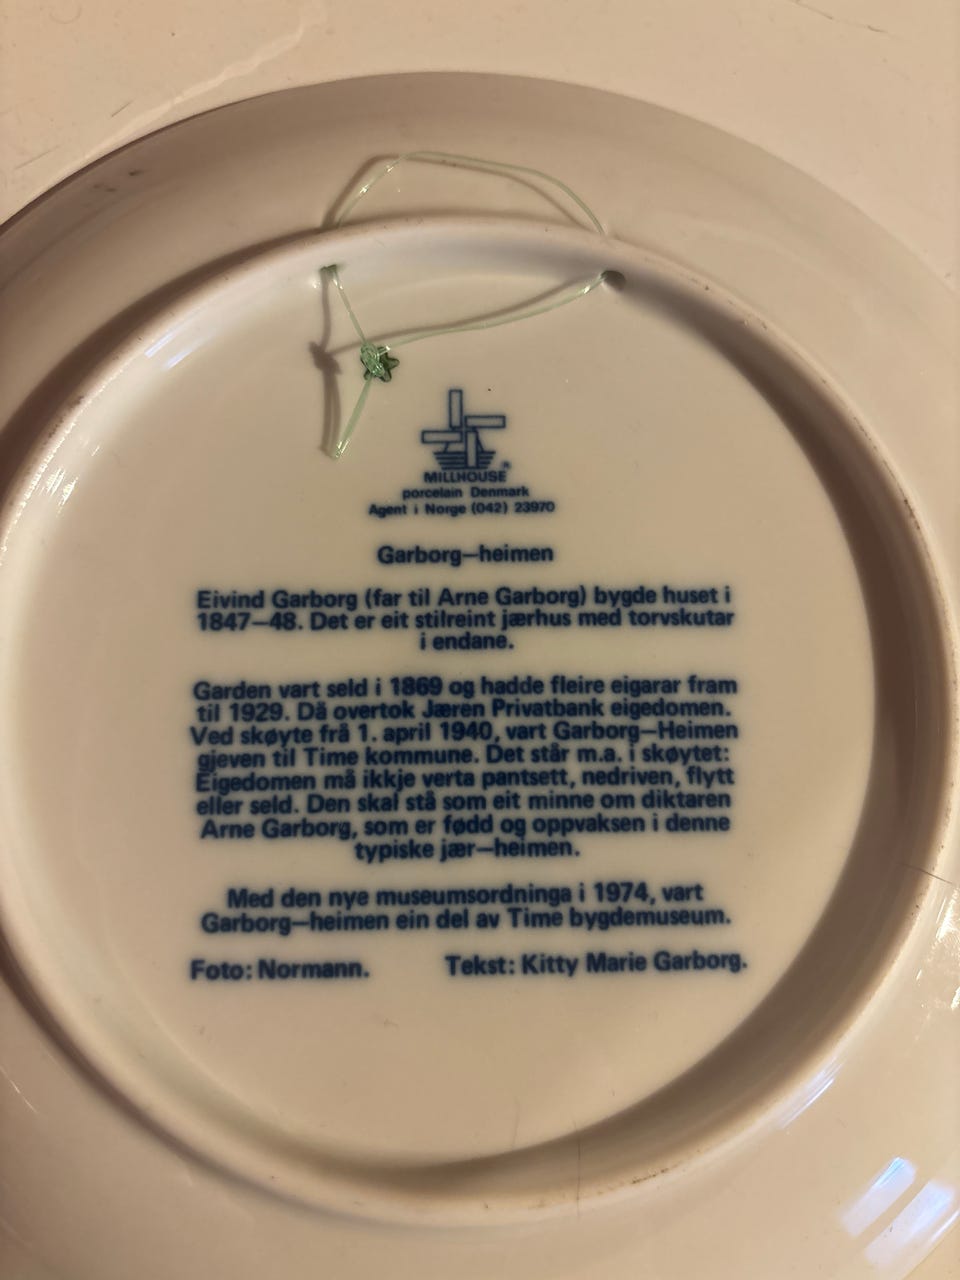 MILLHOUSE ®
porcelain Denmark
Agent i Norge (042) 23970
Garborg—heimen
Eivind Garborg (far til Arne Garborg) bygde huset i
1847—48. Det er eit stilreint jærhus med torvskutar
i endane.
Garden vart seld i 1869 og hadde fleire eigarar fram
til 1929. Då overtok Jæren Privatbank eigedomen.
Ved skøyte frå 1. april 1940, vart Garborg—Heimen
gjeven til Time kommune. Det står m.a. i skøytet:
Eigedomen må ikkje verta pantsett, nedriven, flytt
eller seld. Den skal stå som eit minne om diktaren
Arne Garborg, som er fødd og oppvaksen i denne
typiske jær—heimen.
Med den nye museumsordninga i 1974, vart
Garborg—heimen ein del av Time bygdemuseum.
Foto: Normann. Tekst: Kitty Marie Garborg.